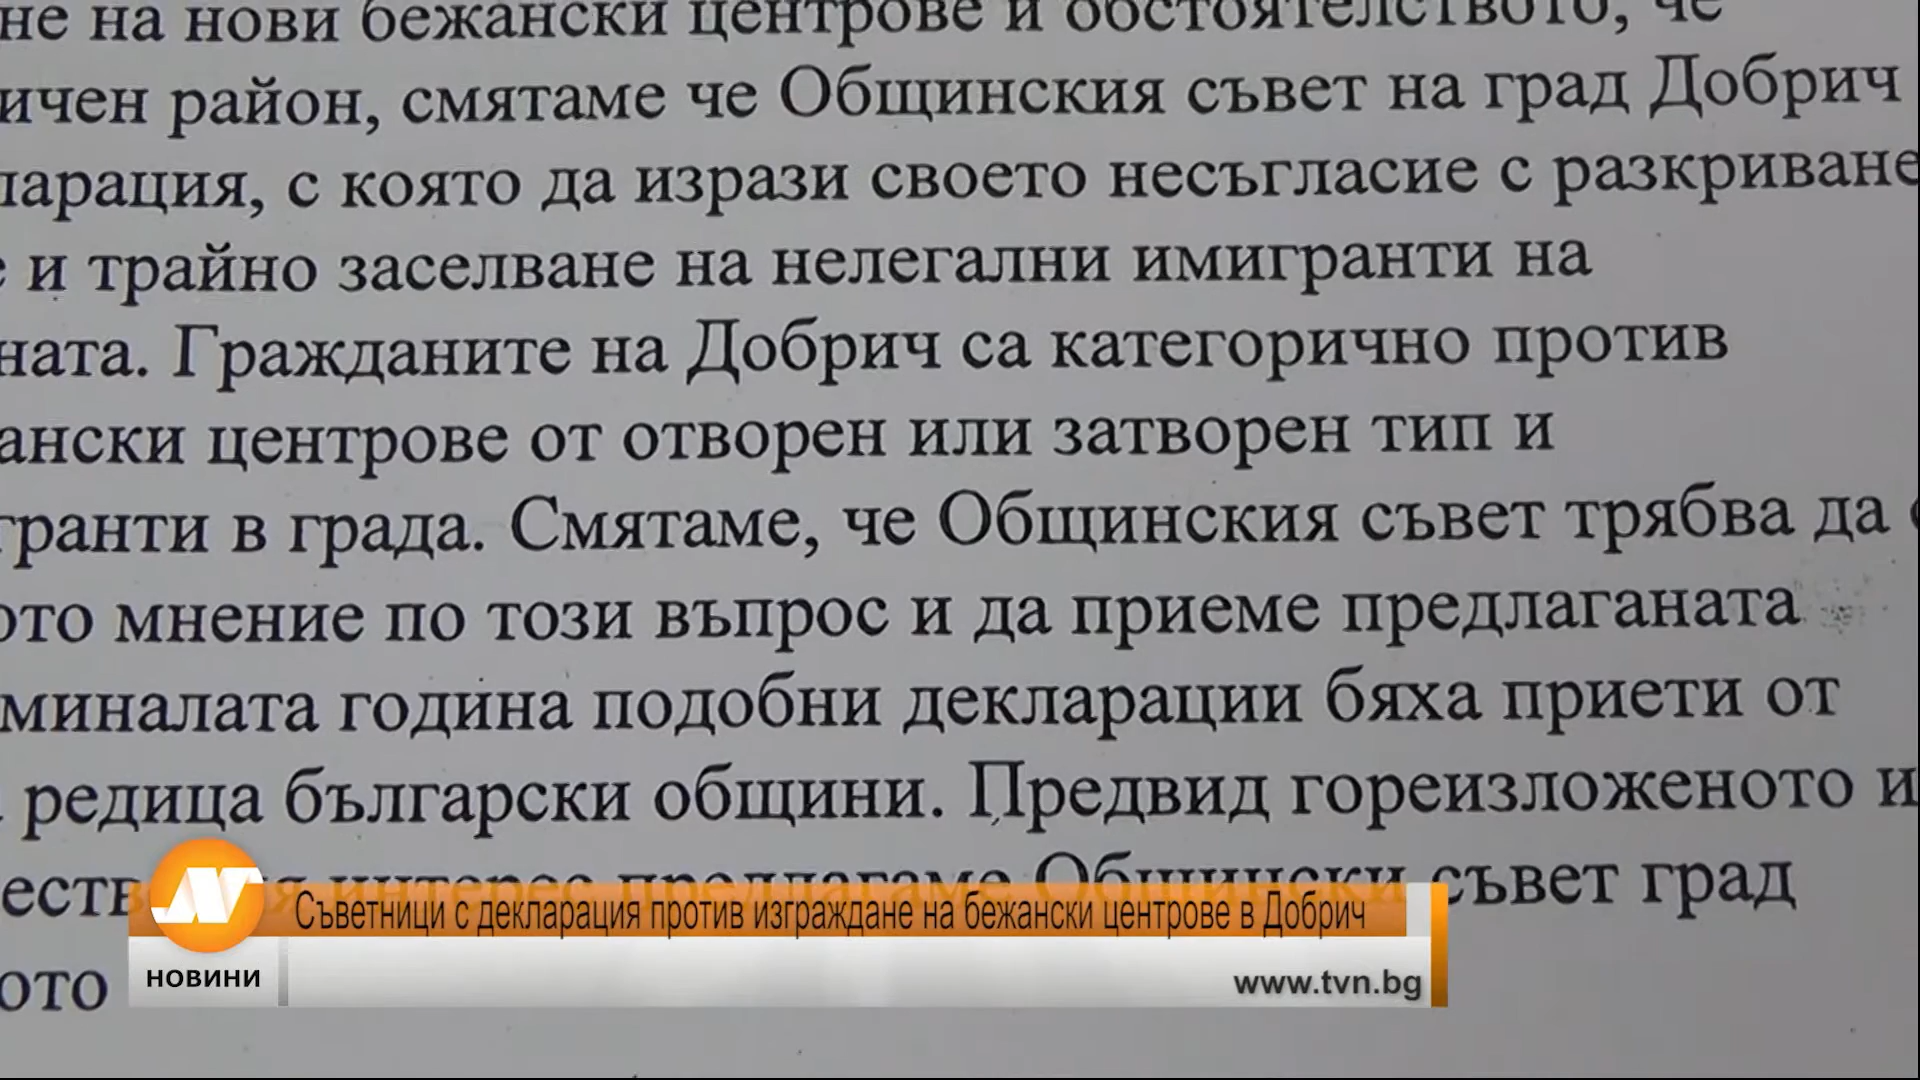 не на нови бежански центрове и обстоятелството, че
ичен район, смятаме че Общинския съвет на град Добрич
ларация, с която да изрази своето несъгласие с разкриване
е и трайно заселване на нелегални имигранти на
ната. Гражданите на Добрич са категорично против
ански центрове от отворен или затворен тип и
гранти в града. Смятаме, че Общинския съвет трябва да
ото мнение по този въпрос и да приеме предлаганата
миналата година подобни декларации бяха приети от
редица български общини. Предвид гореизложеното и
еств я интерес предлагаме Общински съвет град
Съветници с декларация против изграждане на бежански центрове в Добрич
ото
НОВИНИ
www.tvn.bg